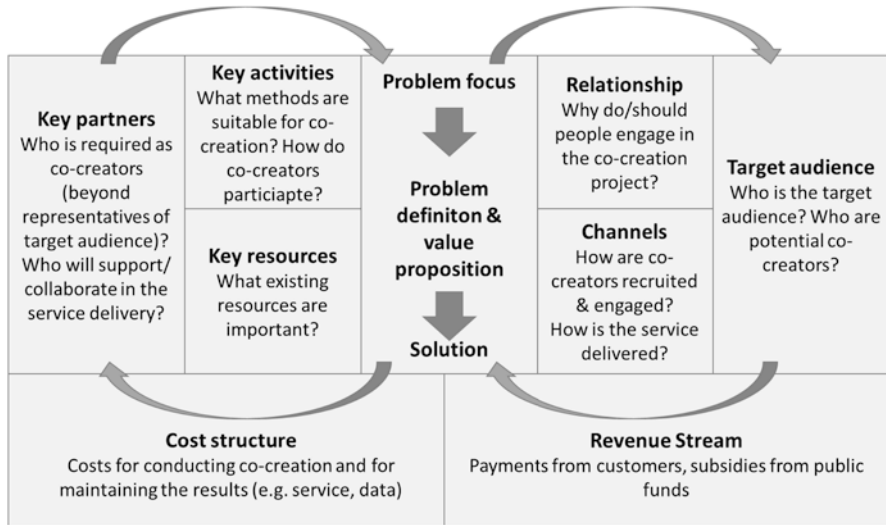 Key partners
Who is required as
co-creators
(beyond
representatives of
target audience)?
Who will support/
collaborate in the
service delivery?
Key activities
What methods are
suitable for co-
creation? How do
co-creators
particiapte?
Key resources
What existing
resources are
important?
Problem focus
Problem
definiton &
value
proposition
Solution
Relationship
Why do/should
people engage in
the co-creation
project?
Channels
How are co-
creators recruited
& engaged?
How is the service
delivered?
Target audience
Who is the target
audience? Who are
potential co-
creators?
Cost structure
Costs for conducting co-creation and for
maintaining the results (e.g. service, data)
Revenue Stream
Payments from customers, subsidies from public
funds